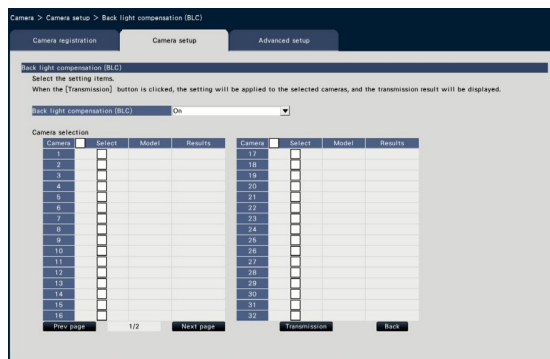 Camera > Camera setup > Back light compensation (BLC)
Camera registration Camera setup Advanced setup
Back light compensation (BLC)
Select the setting items.
When the [Transmission] button is clicked, the setting will be applied to the selected cameras, and the transmission result will be displayed.
Back light compensation (BLC) On
Camera selection
Camera Select Model Results Camera Select Model Results
1 17
2 18
3 19
4 20
5 21
6 22
7 23
8 24
9 25
10 26
11 27
12 28
13 29
14 30
15 31
16 32
Prev page 1/2 Next page Transmission Back